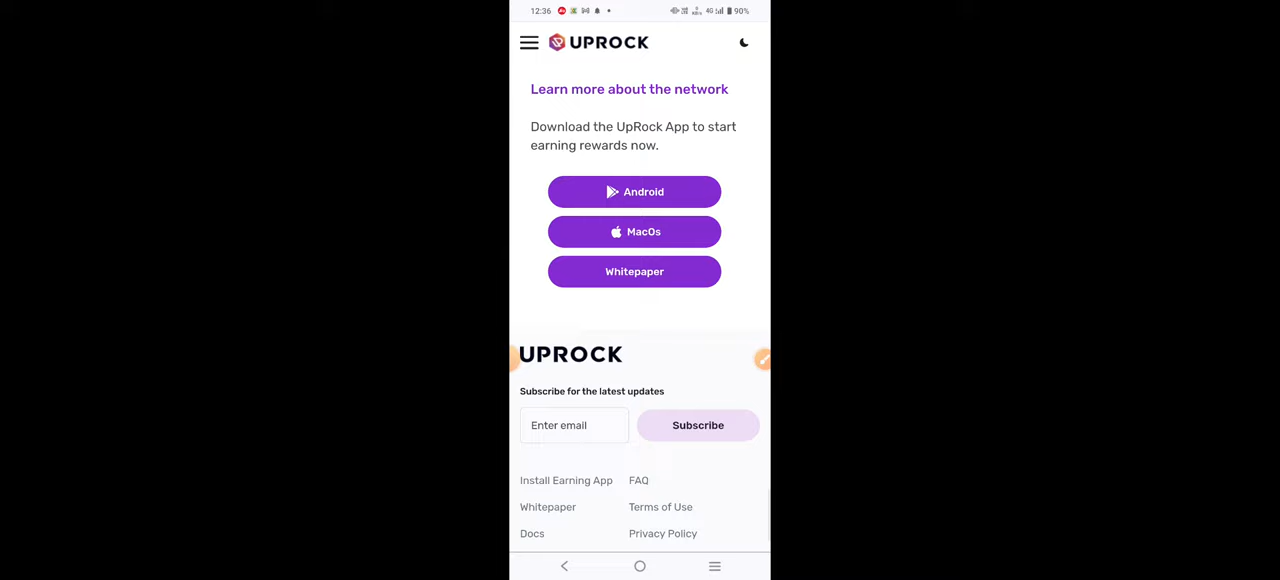 12:36 4G 90%
UPROCK
Learn more about the network
Download the UpRock App to start
earning rewards now.
Android
MacOs
Whitepaper
UPROCK
Subscribe for the latest updates
Enter email Subscribe
Install Earning App FAQ
Whitepaper Terms of Use
Docs Privacy Policy